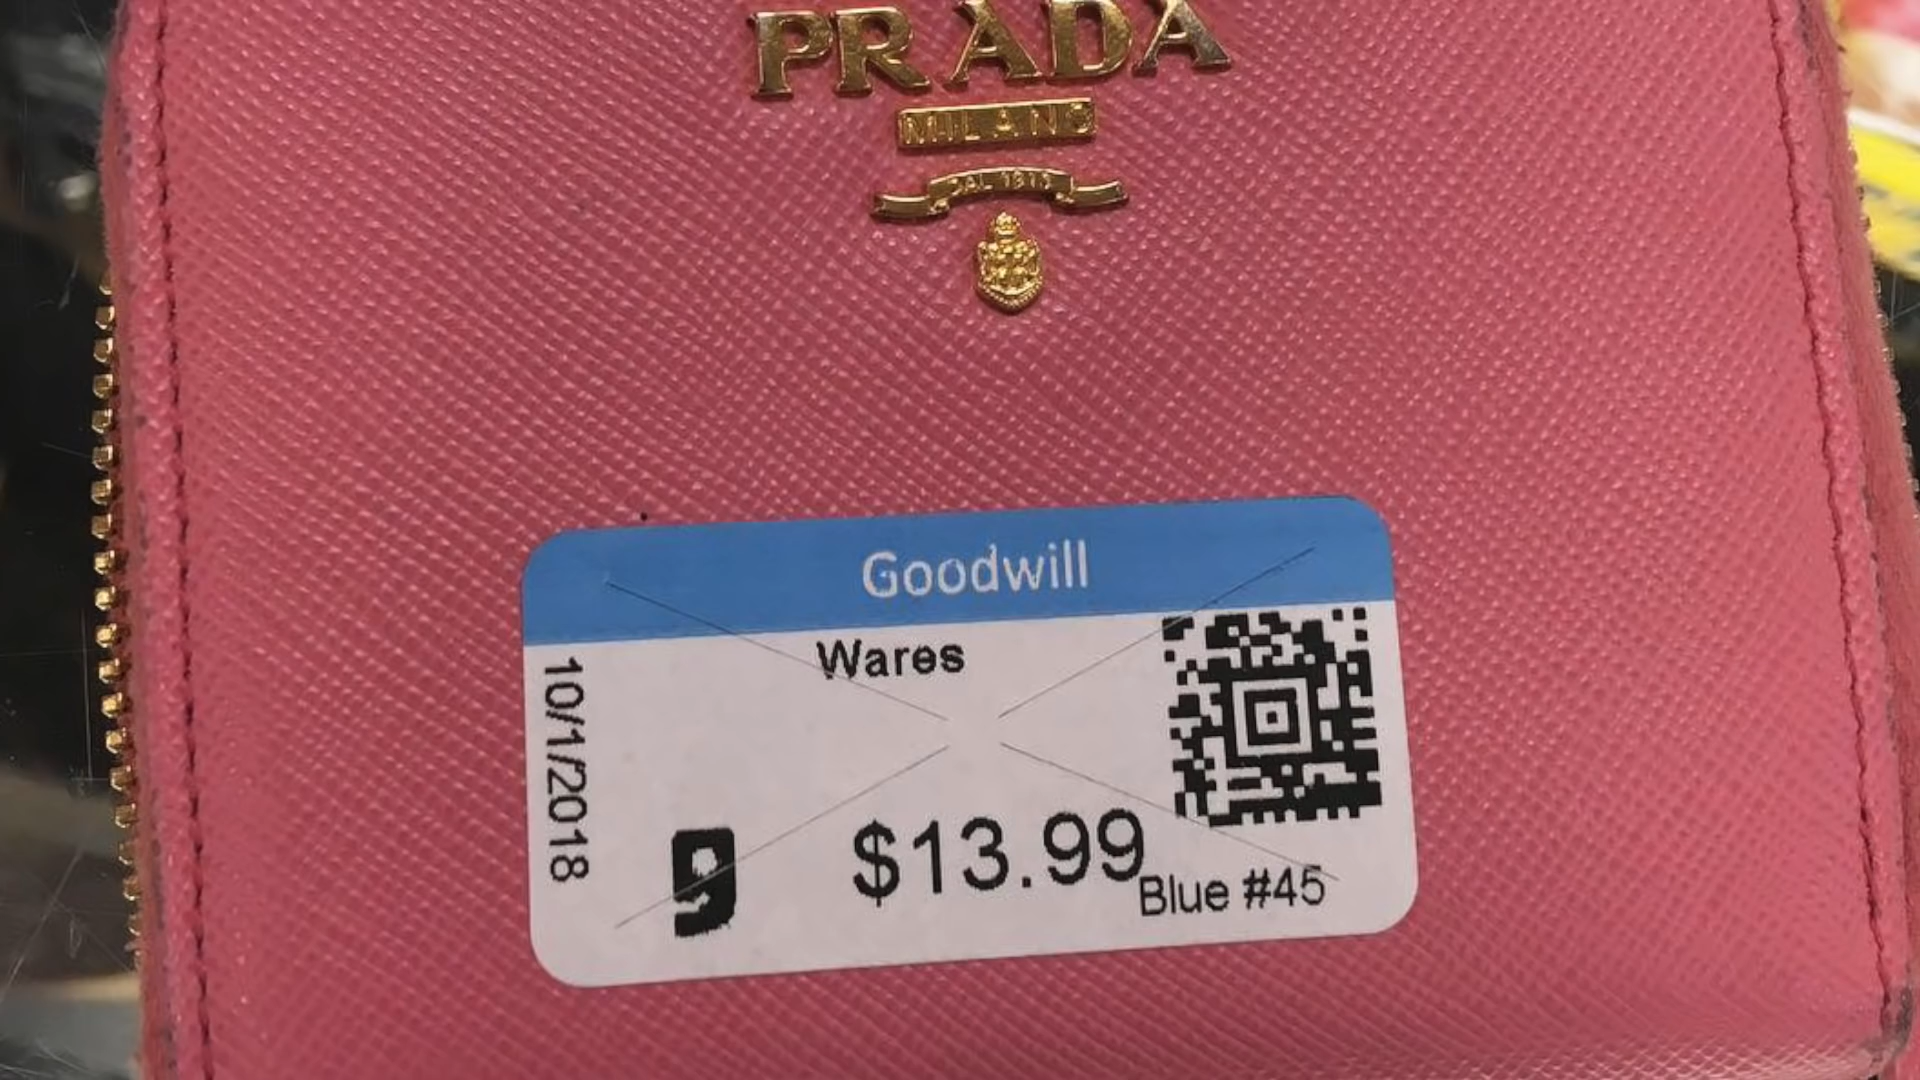 PRADA
MILANO
DAL 1913
Goodwill
Wares
10/1/2018
$13.99
Blue #45